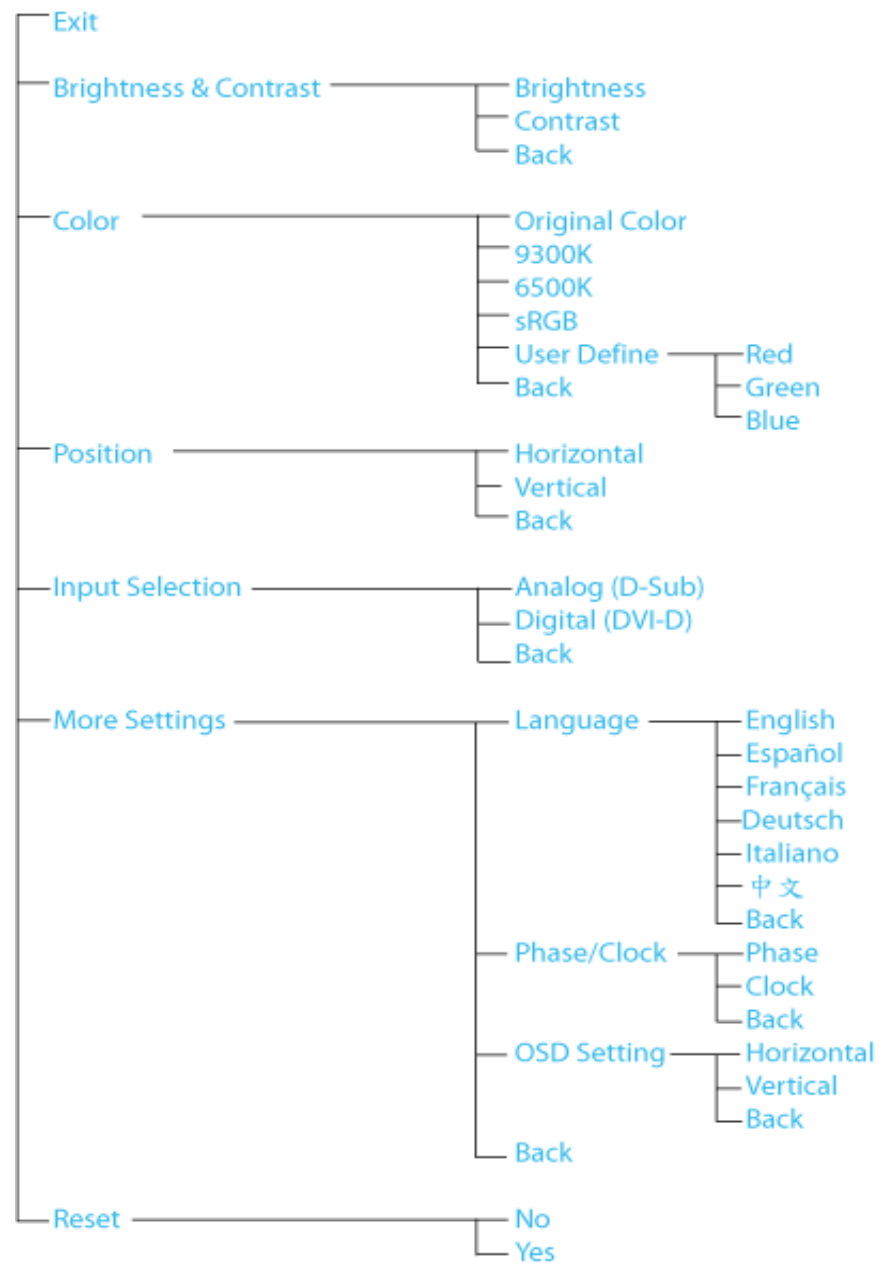 Exit
Brightness & Contrast Brightness
Contrast
Back
Color Original Color
9300K
6500K
sRGB
User Define Red
Back Green
Blue
Position Horizontal
Vertical
Back
Input Selection Analog (D-Sub)
Digital (DVI-D)
Back
More Settings Language English
Español
Français
Deutsch
Italiano
中文
Back
Phase/Clock Phase
Clock
Back
OSD Setting Horizontal
Vertical
Back
Back
Reset No
Yes